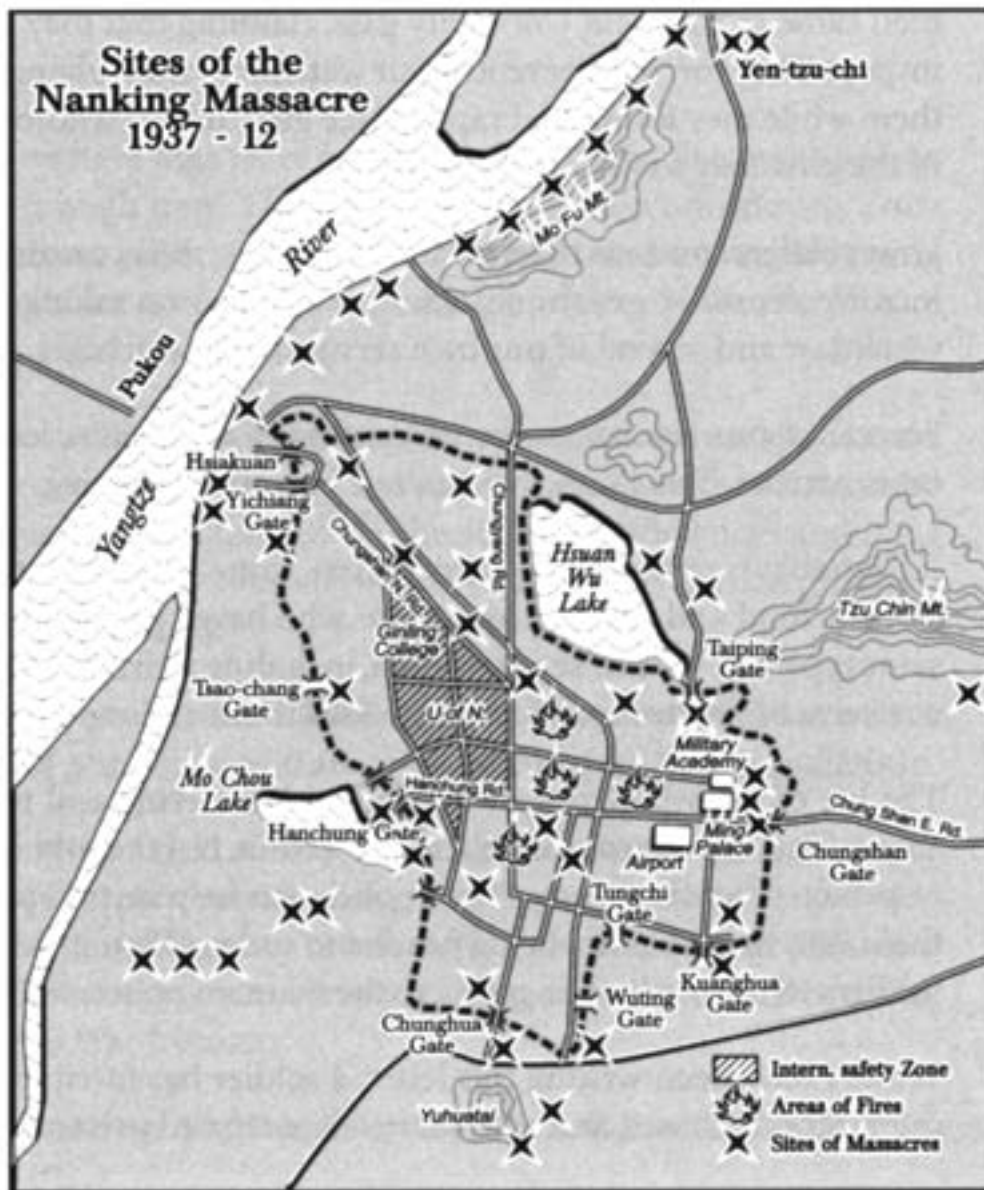 Sites of the
Nanking Massacre
1937 - 12
Yen-tzu-chi
Mo Fu Mt.
River
Pukou
Yangtze
Hsiakuan
Yichiang
Gate
Chungshan N. Rd.
Chungyang Rd.
Hsuan
Wu
Lake
Tzu Chin Mt.
Ginling
College
Taiping
Gate
Tsao-chang
Gate
U of N.
Military
Academy
Mo Chou
Lake
Hanchung Rd.
Hanchung Gate
Ming
Palace
Chung Shan E. Rd.
Airport
Chungshan
Gate
Tungchi
Gate
Kuanghua
Gate
Wuting
Gate
Chunghua
Gate
Yuhuatai
Intern. safety Zone
Areas of Fires
Sites of Massacres